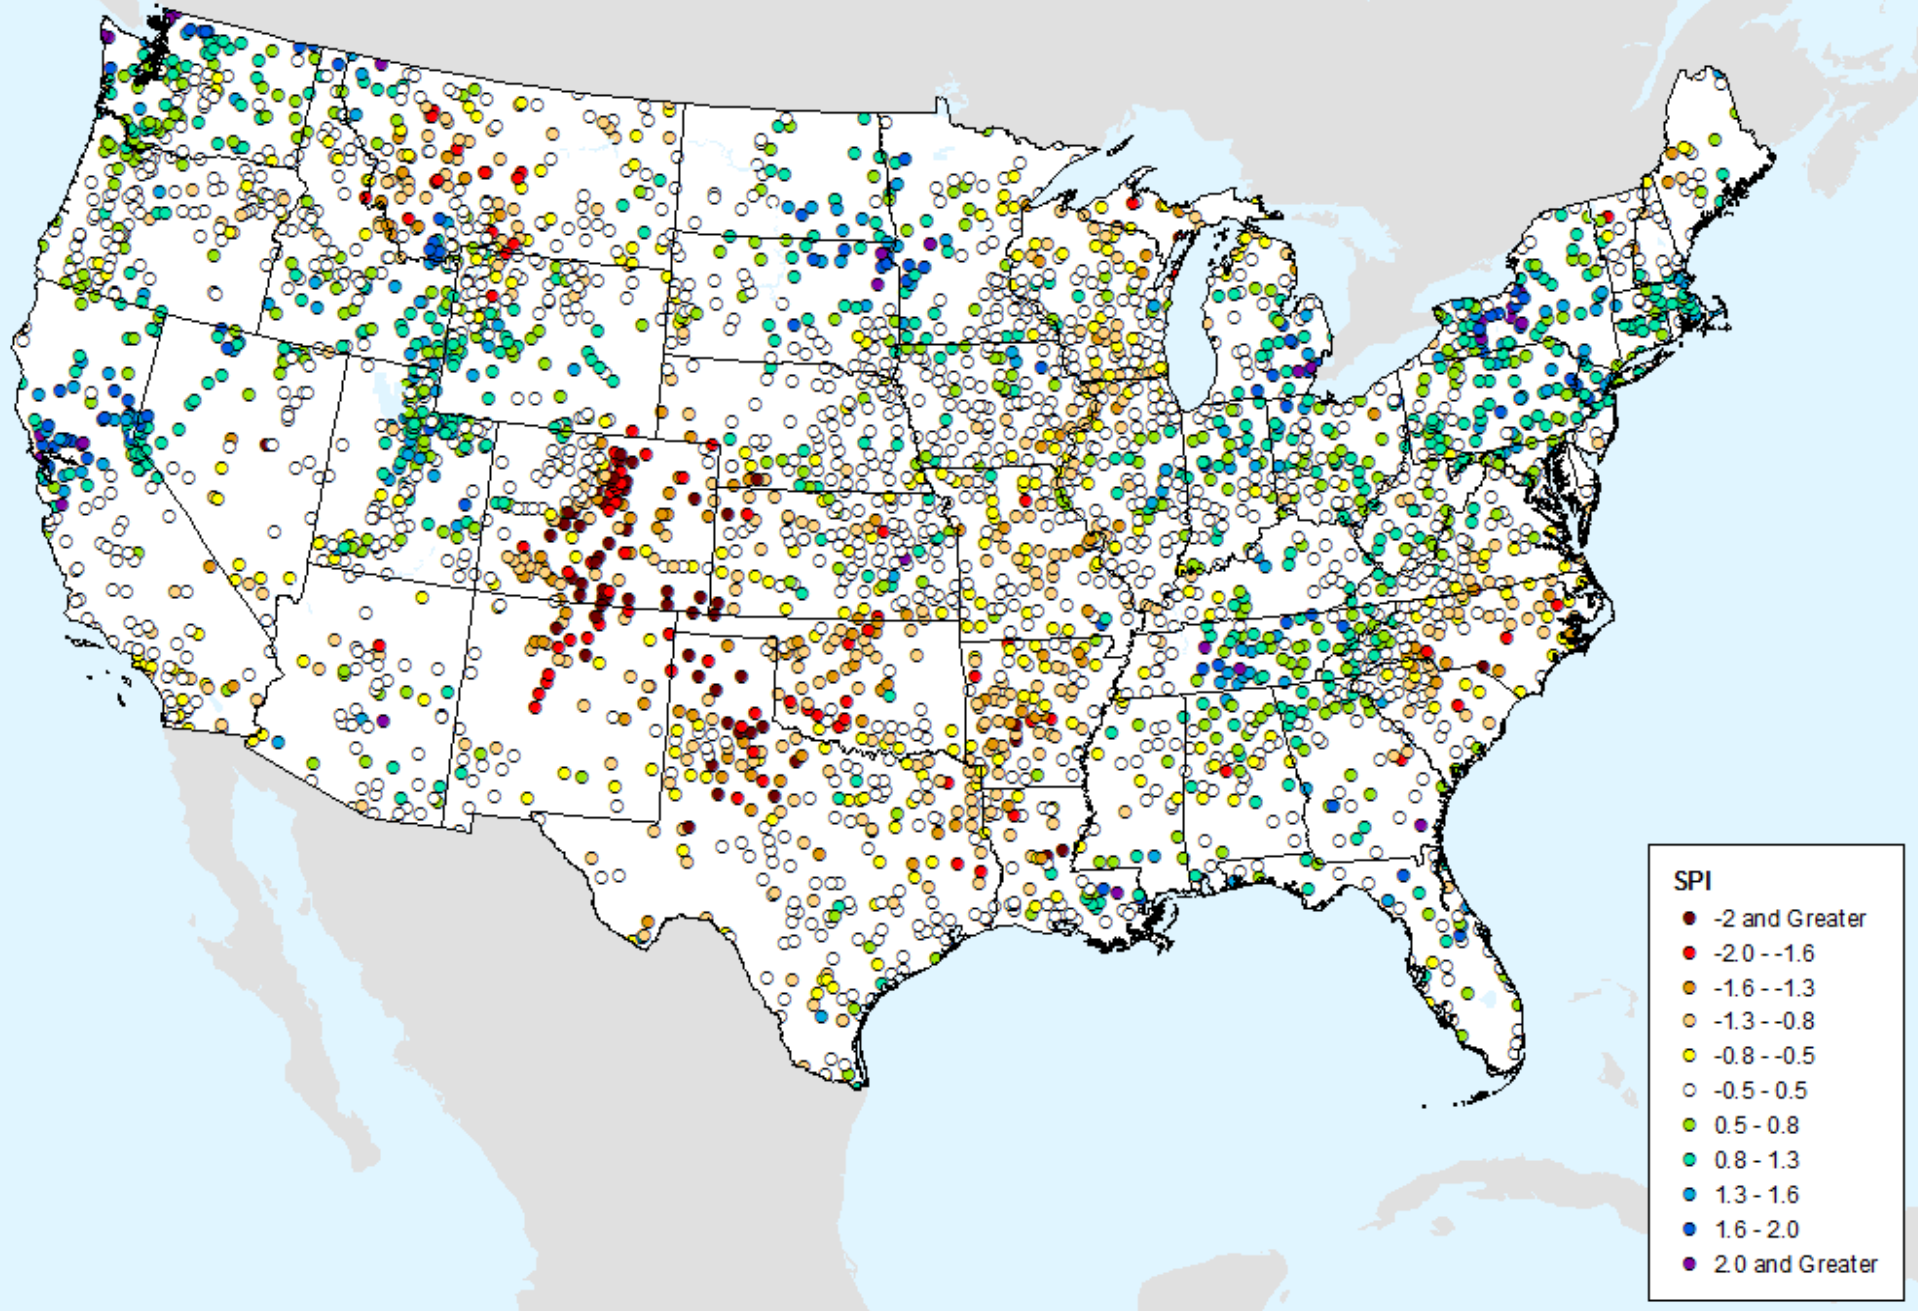 SPI
-2 and Greater
-2.0 - -1.6
-1.6 - -1.3
-1.3 - -0.8
-0.8 - -0.5
-0.5 - 0.5
0.5 - 0.8
0.8 - 1.3
1.3 - 1.6
1.6 - 2.0
2.0 and Greater